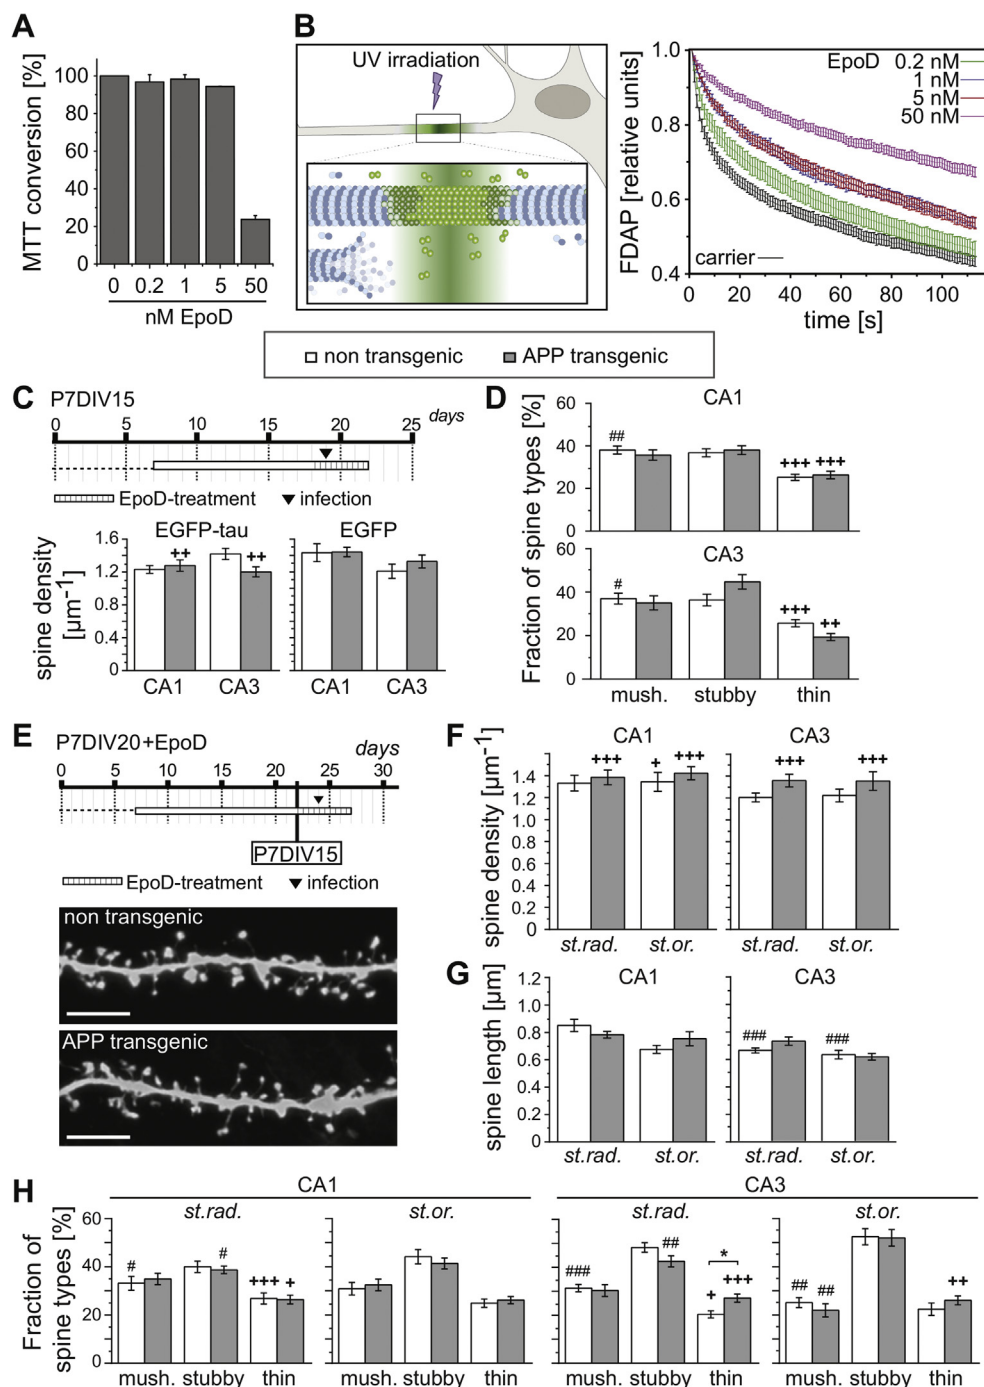 A
MTT conversion [%]
100
80
60
40
20
0
0 0.2 1 5 50
nM EpoD
B
UV irradiation
FDAP [relative units]
1.0
0.8
0.6
0.4
EpoD 0.2 nM
1 nM
5 nM
50 nM
carrier
0 20 40 60 80 100
time [s]
non transgenic APP transgenic
C
P7DIV15
days
0 5 10 15 20 25
EpoD-treatment infection
EGFP-tau EGFP
spine density [µm-1]
1.6
1.2
0.8
0.4
0
++ ++
CA1 CA3 CA1 CA3
D
Fraction of spine types [%]
CA1
60
40
20
0
## +++ +++
CA3
60
40
20
0
# +++ ++
mush. stubby thin
E
P7DIV20+EpoD
days
0 5 10 15 20 25 30
P7DIV15
EpoD-treatment infection
non transgenic
APP transgenic
F
spine density [µm-1]
CA1 CA3
1.4
1.2
1
0.8
0.6
0.4
0.2
0
+++ + +++ +++ +++
st.rad. st.or. st.rad. st.or.
G
spine length [µm]
CA1 CA3
1.2
1
0.8
0.6
0.4
0.2
0
### ###
st.rad. st.or. st.rad. st.or.
H
CA1 CA3
st.rad. st.or. st.rad. st.or.
Fraction of
spine types [%]
60
40
20
0
# # +++ +
### ## + +++ *
## ## ++
mush. stubby thin mush. stubby thin mush. stubby thin mush. stubby thin